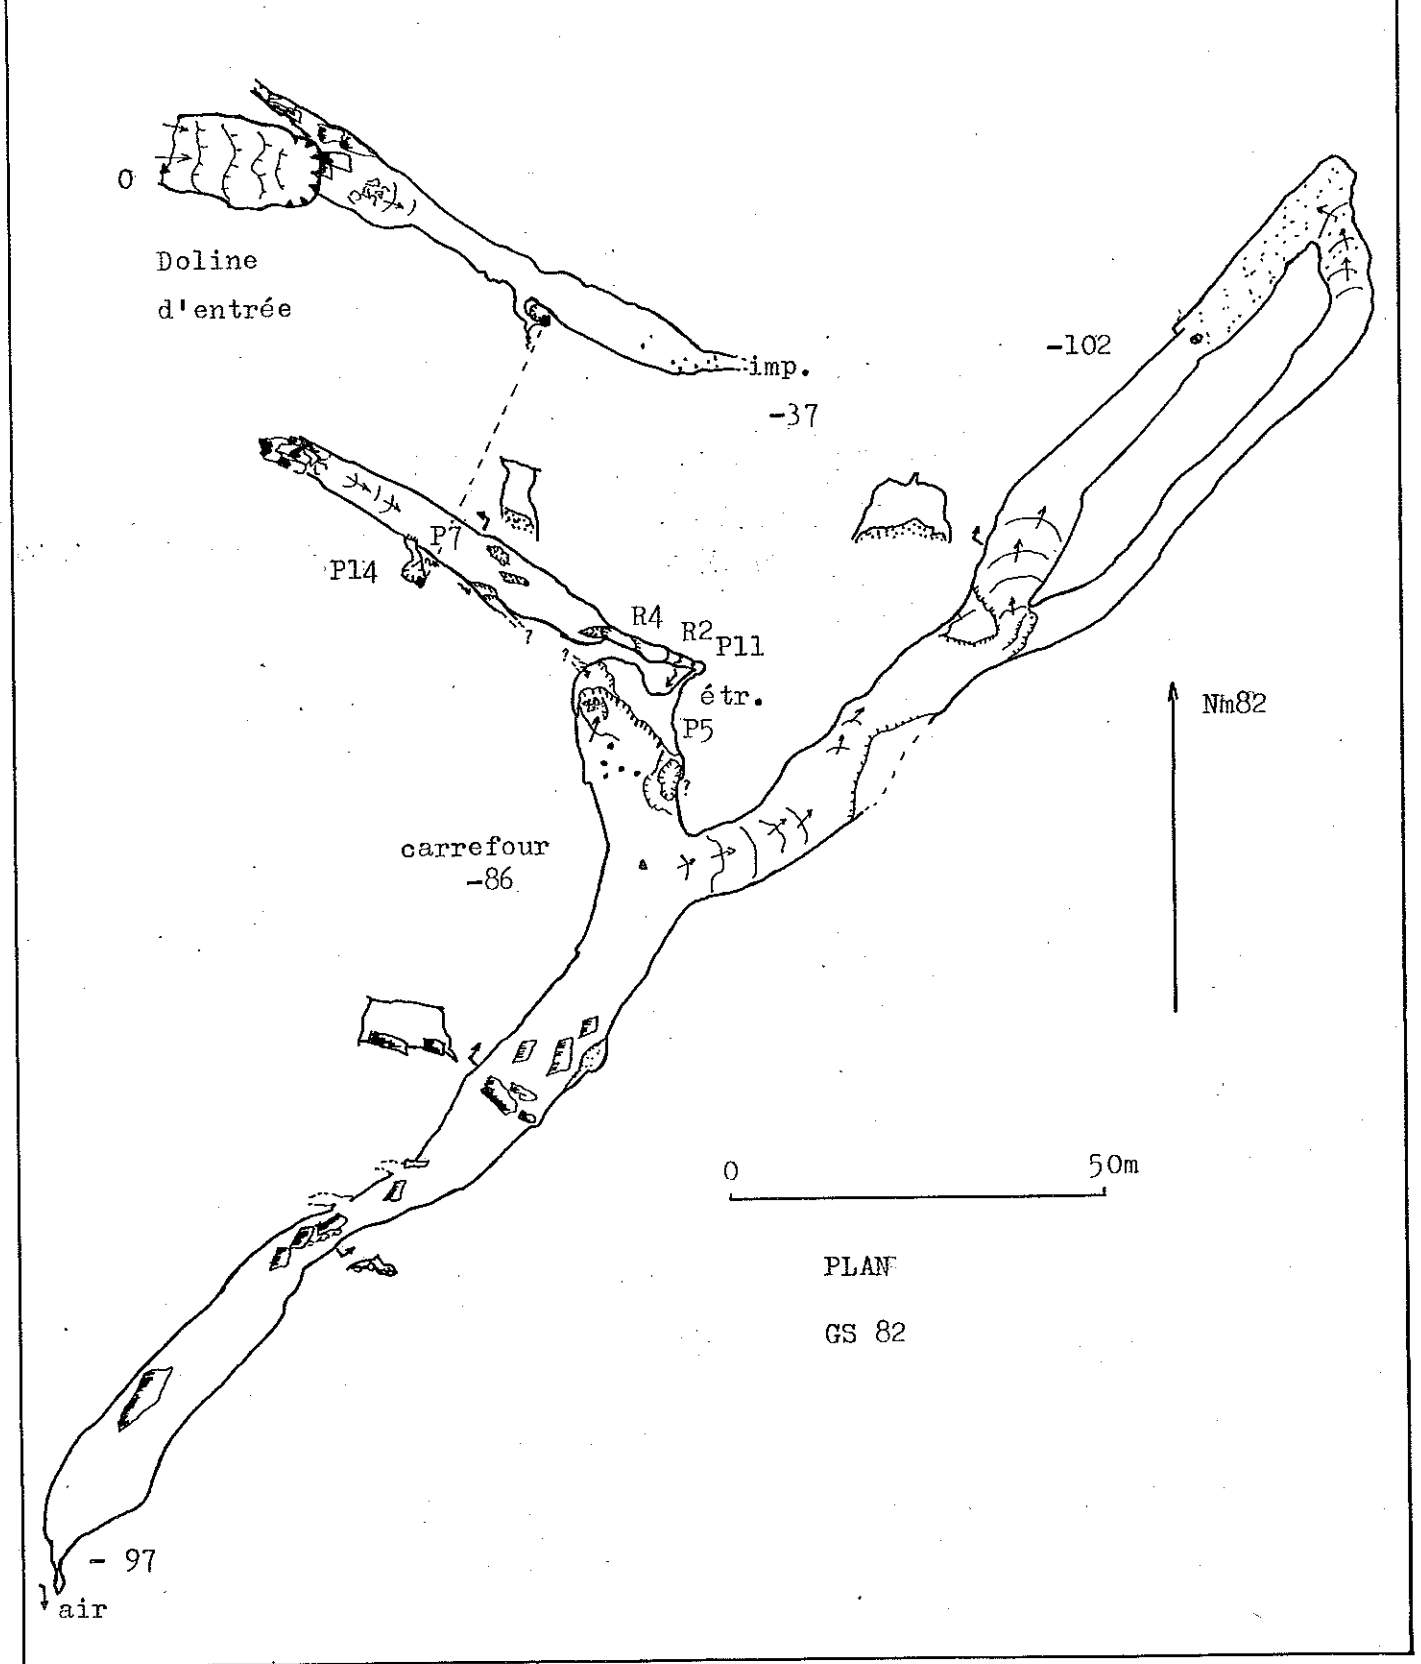 0
Doline
d'entrée
imp.
-37
-102
P7
P14
R4
R2
P11
?
?
étr.
P5
?
Nm82
carrefour
-86
0
50m
PLAN
GS 82
- 97
air